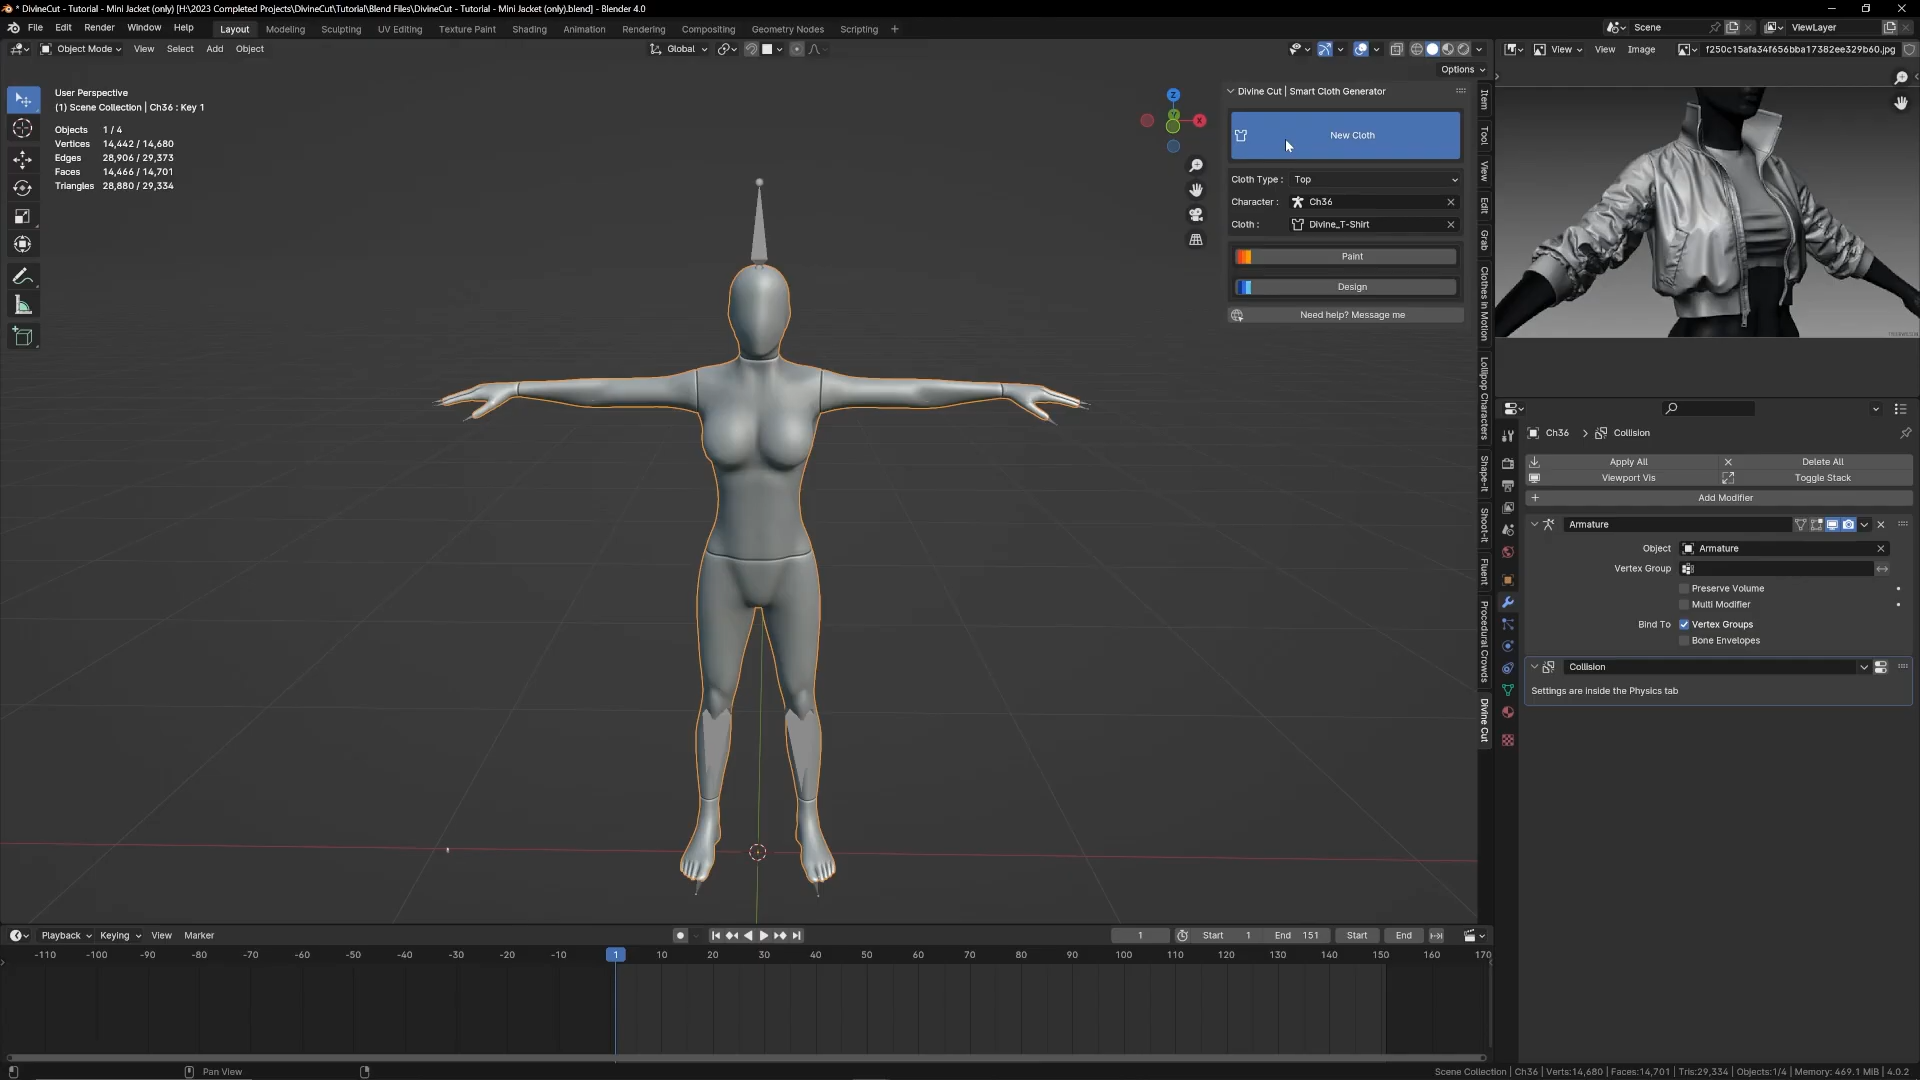 * DivineCut - Tutorial - Mini Jacket (only) [H:\2023 Completed Projects\DivineCut\Tutorial\Blend Files\DivineCut - Tutorial - Mini Jacket (only).blend] - Blender 4.0
File Edit Render Window Help
Layout Modeling Sculpting UV Editing Texture Paint Shading Animation Rendering Compositing Geometry Nodes Scripting +
Scene
ViewLayer
Object Mode View Select Add Object
Global
View View Image f250c15afa34f656bba17382ee329b60.jpg
Options
User Perspective
(1) Scene Collection | Ch36 : Key 1
Objects 1 / 4
Vertices 14,442 / 14,680
Edges 28,906 / 29,373
Faces 14,466 / 14,701
Triangles 28,880 / 29,334
Z
Y
X
Divine Cut | Smart Cloth Generator
New Cloth
Cloth Type : Top
Character : Ch36
Cloth : Divine_T-Shirt
Paint
Design
Need help? Message me
Item
Tool
View
Edit
Grab
Clothes in Motion
Lollipop Characters
Shape-it
Shoot-it
Fluent
Procedural Crowds
Divine Cut
Ch36 > Collision
Apply All Delete All
Viewport Vis Toggle Stack
Add Modifier
Armature
Object Armature
Vertex Group
Preserve Volume
Multi Modifier
Bind To Vertex Groups
Bone Envelopes
Collision
Settings are inside the Physics tab
Playback Keying View Marker
1 Start 1 End 151 Start End
-110 -100 -90 -80 -70 -60 -50 -40 -30 -20 -10 1 10 20 30 40 50 60 70 80 90 100 110 120 130 140 150 160 170
Pan View
Scene Collection | Ch36 | Verts:14,680 | Faces:14,701 | Tris:29,334 | Objects:1/4 | Memory: 469.1 MiB | 4.0.2